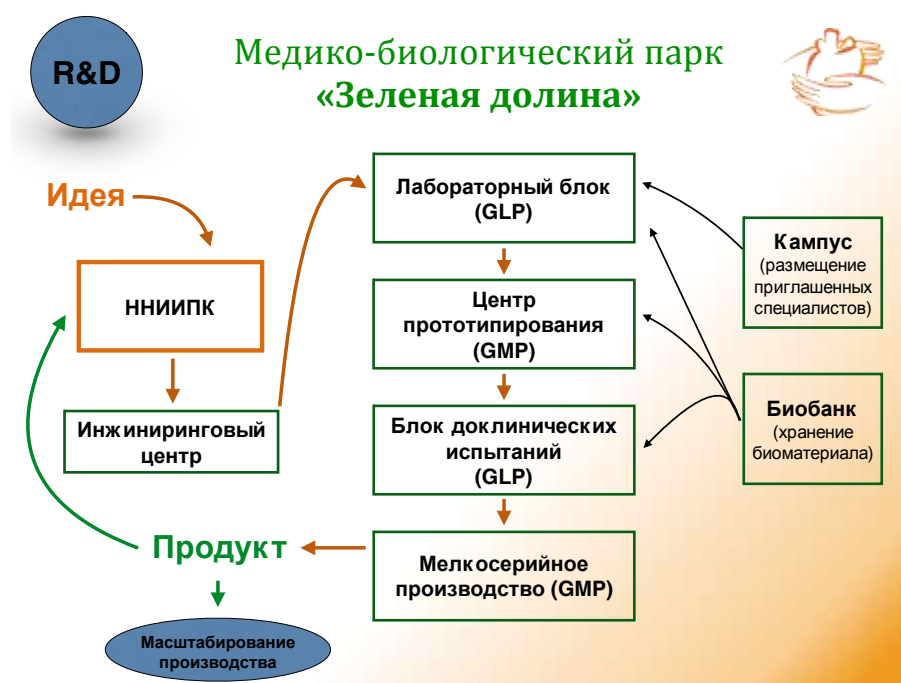 R&D
Медико-биологический парк
«Зеленая долина»
Идея
ННИИПК
Инжиниринговый
центр
Лабораторный блок
(GLP)
Центр
прототипирования
(GMP)
Блок доклинических
испытаний
(GLP)
Мелкосерийное
производство (GMP)
Кампус
(размещение
приглашенных
специалистов)
Биобанк
(хранение
биоматериала)
Продукт
Масштабирование
производства